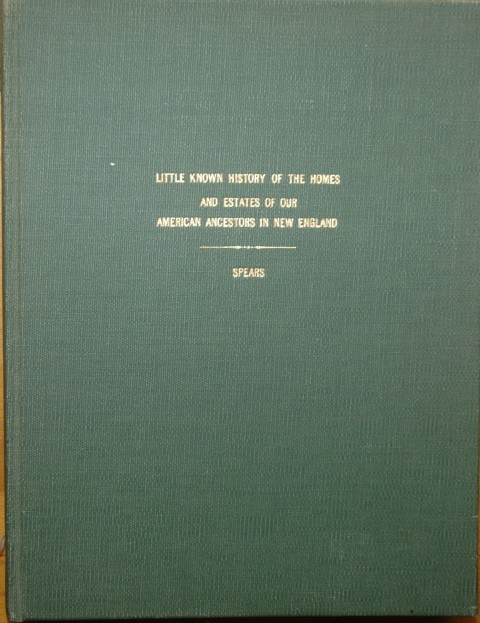 LITTLE KNOWN HISTORY OF THE HOMES
AND ESTATES OF OUR
AMERICAN ANCESTORS IN NEW ENGLAND
SPEARS